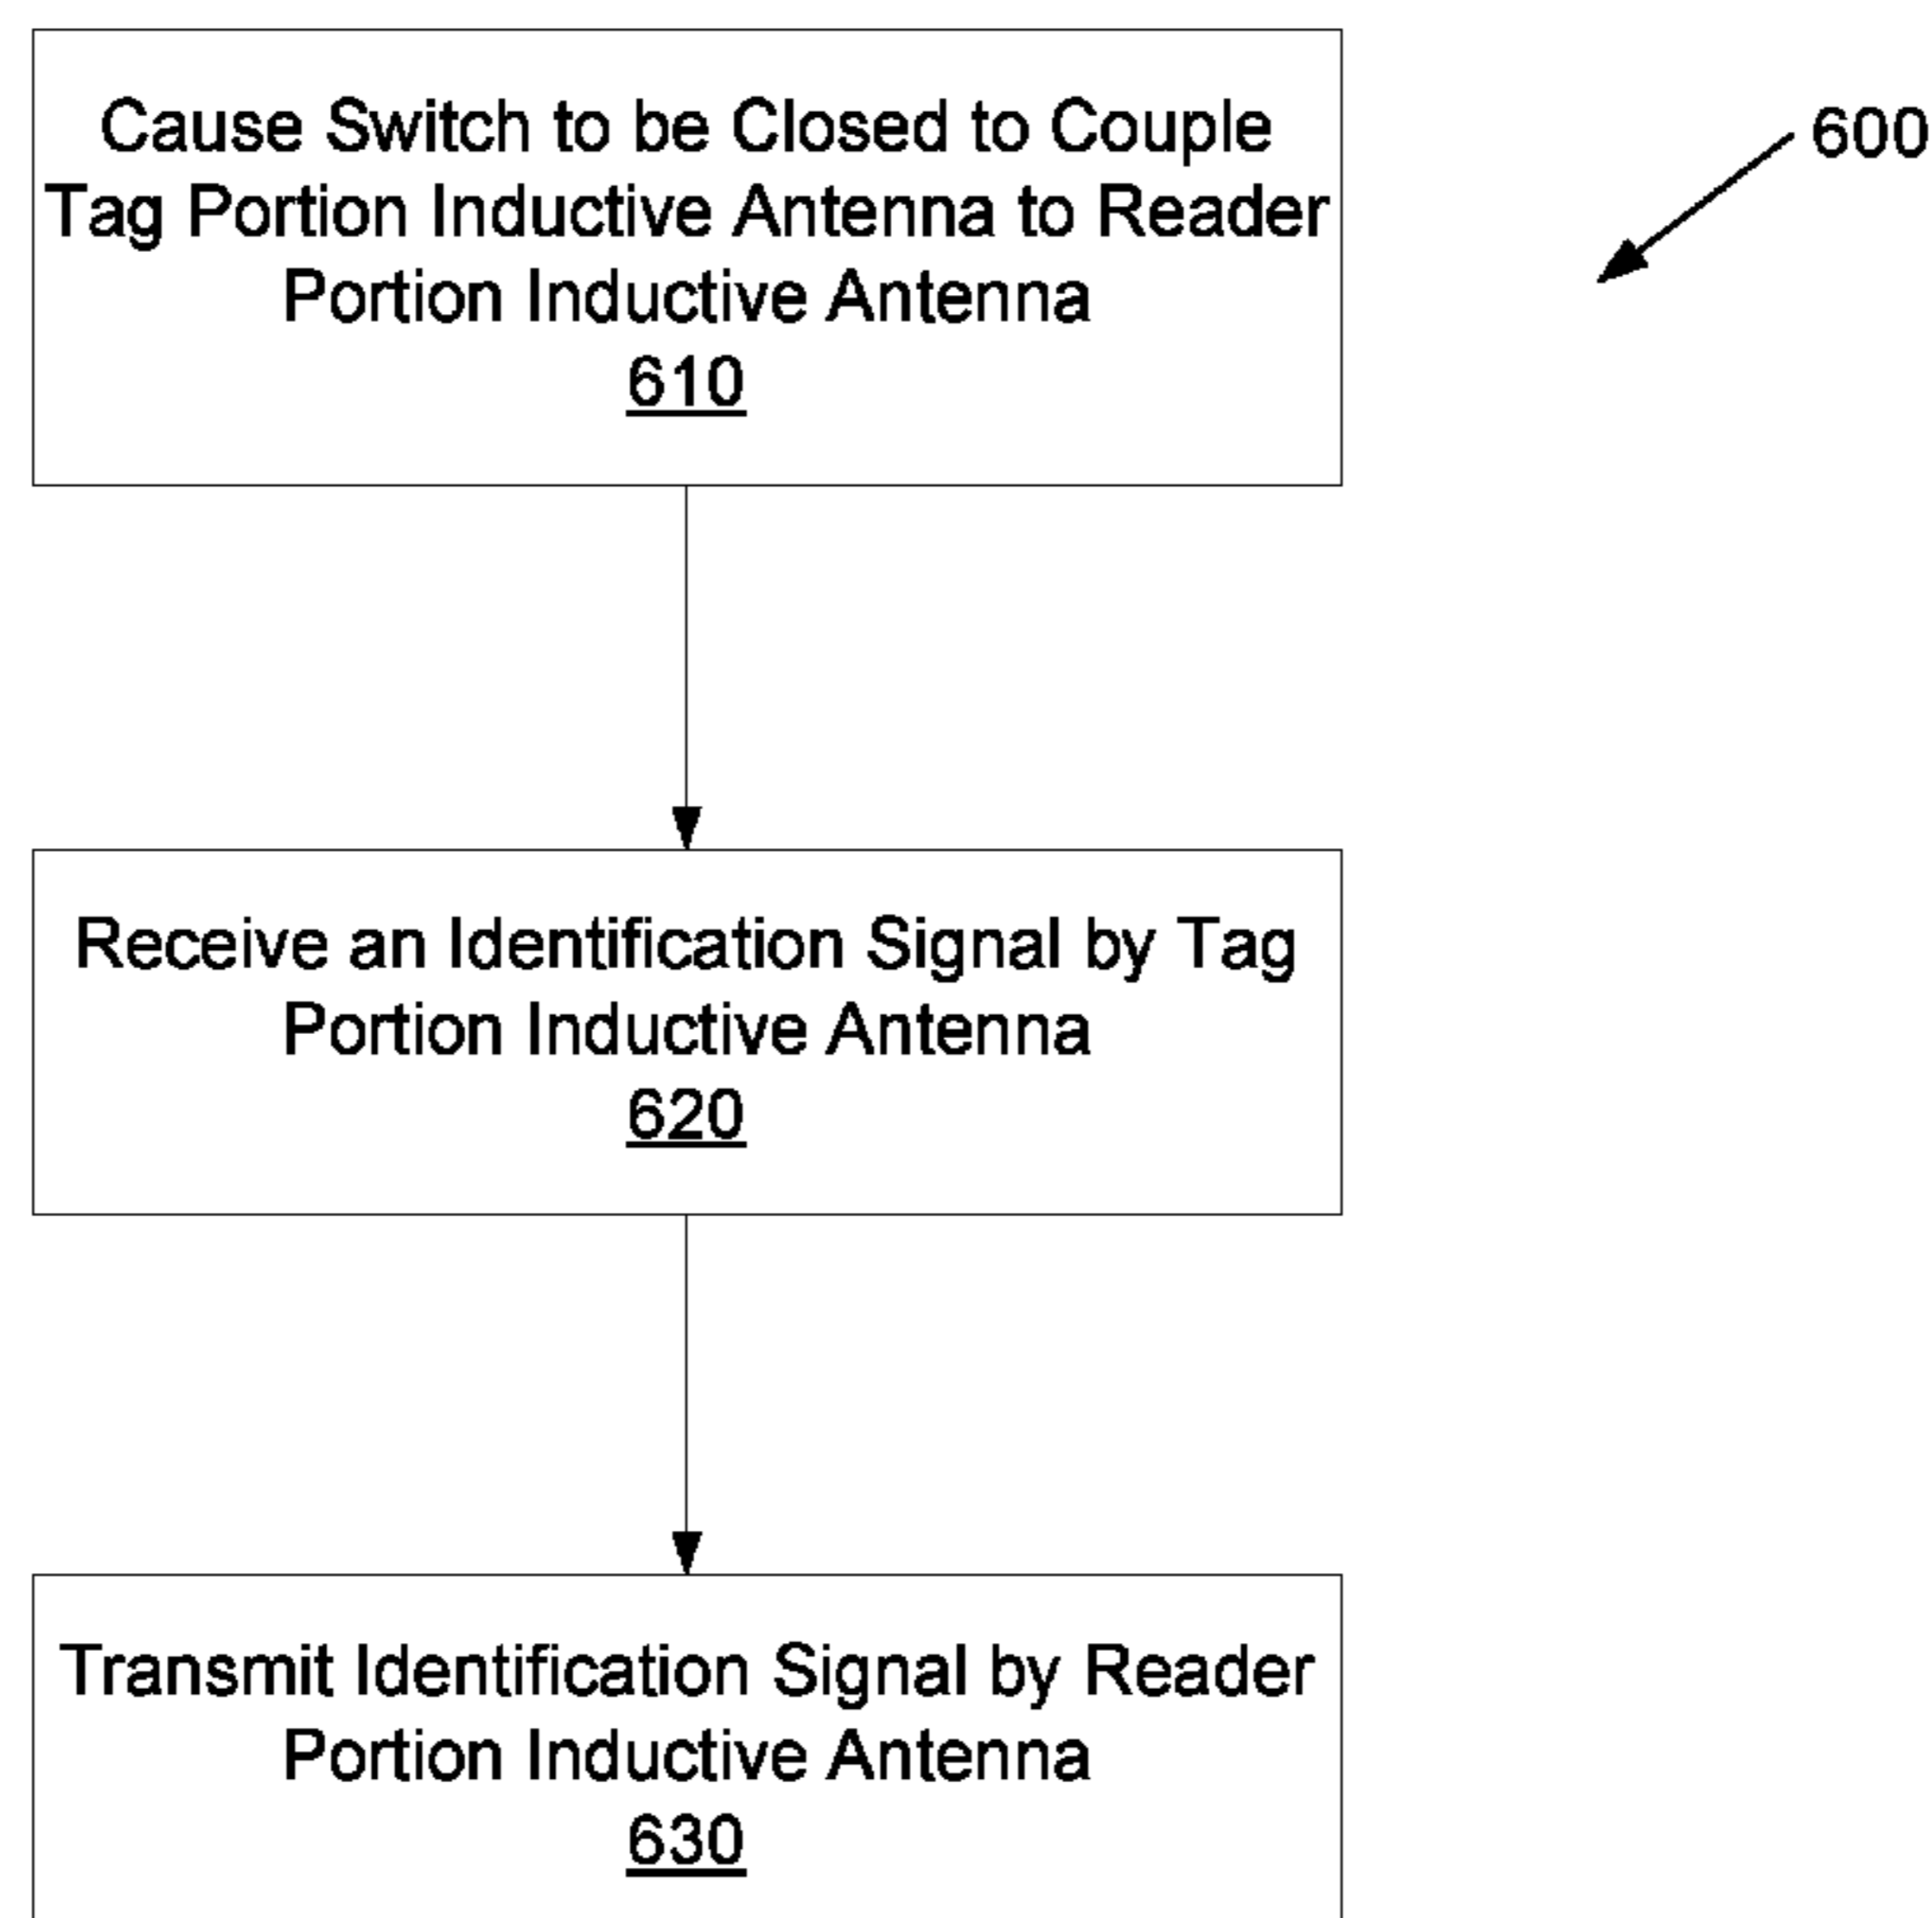 Cause Switch to be Closed to Couple
Tag Portion Inductive Antenna to Reader
Portion Inductive Antenna
610
600
Receive an Identification Signal by Tag
Portion Inductive Antenna
620
Transmit Identification Signal by Reader
Portion Inductive Antenna
630